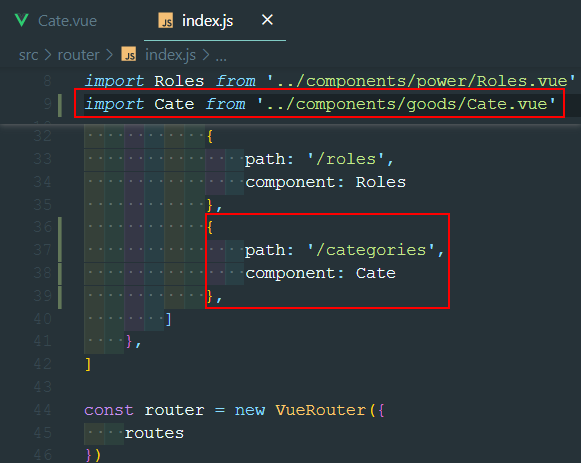 Cate.vue
JS index.js ×
src > router > JS index.js > ...
8 import Roles from '../components/power/Roles.vue'
9 import Cate from '../components/goods/Cate.vue'
32 {
33 path: '/roles',
34 component: Roles
35 },
36 {
37 path: '/categories',
38 component: Cate
39 },
40 ]
41 },
42 ]
43
44 const router = new VueRouter({
45 routes
46 })